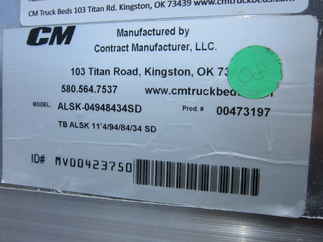 CM Truck Beds 103 Titan Rd. Kingston, OK 73439 www.cmtruckbeds.com
CM
Manufactured by
Contract Manufacturer, LLC.
103 Titan Road, Kingston, OK
580.564.7537 www.cmtruckbeds.com
MODEL: ALSK-04948434SD Prod. # 00473197
TB ALSK 11'4/94/84/34 SD
ID# MV00423750